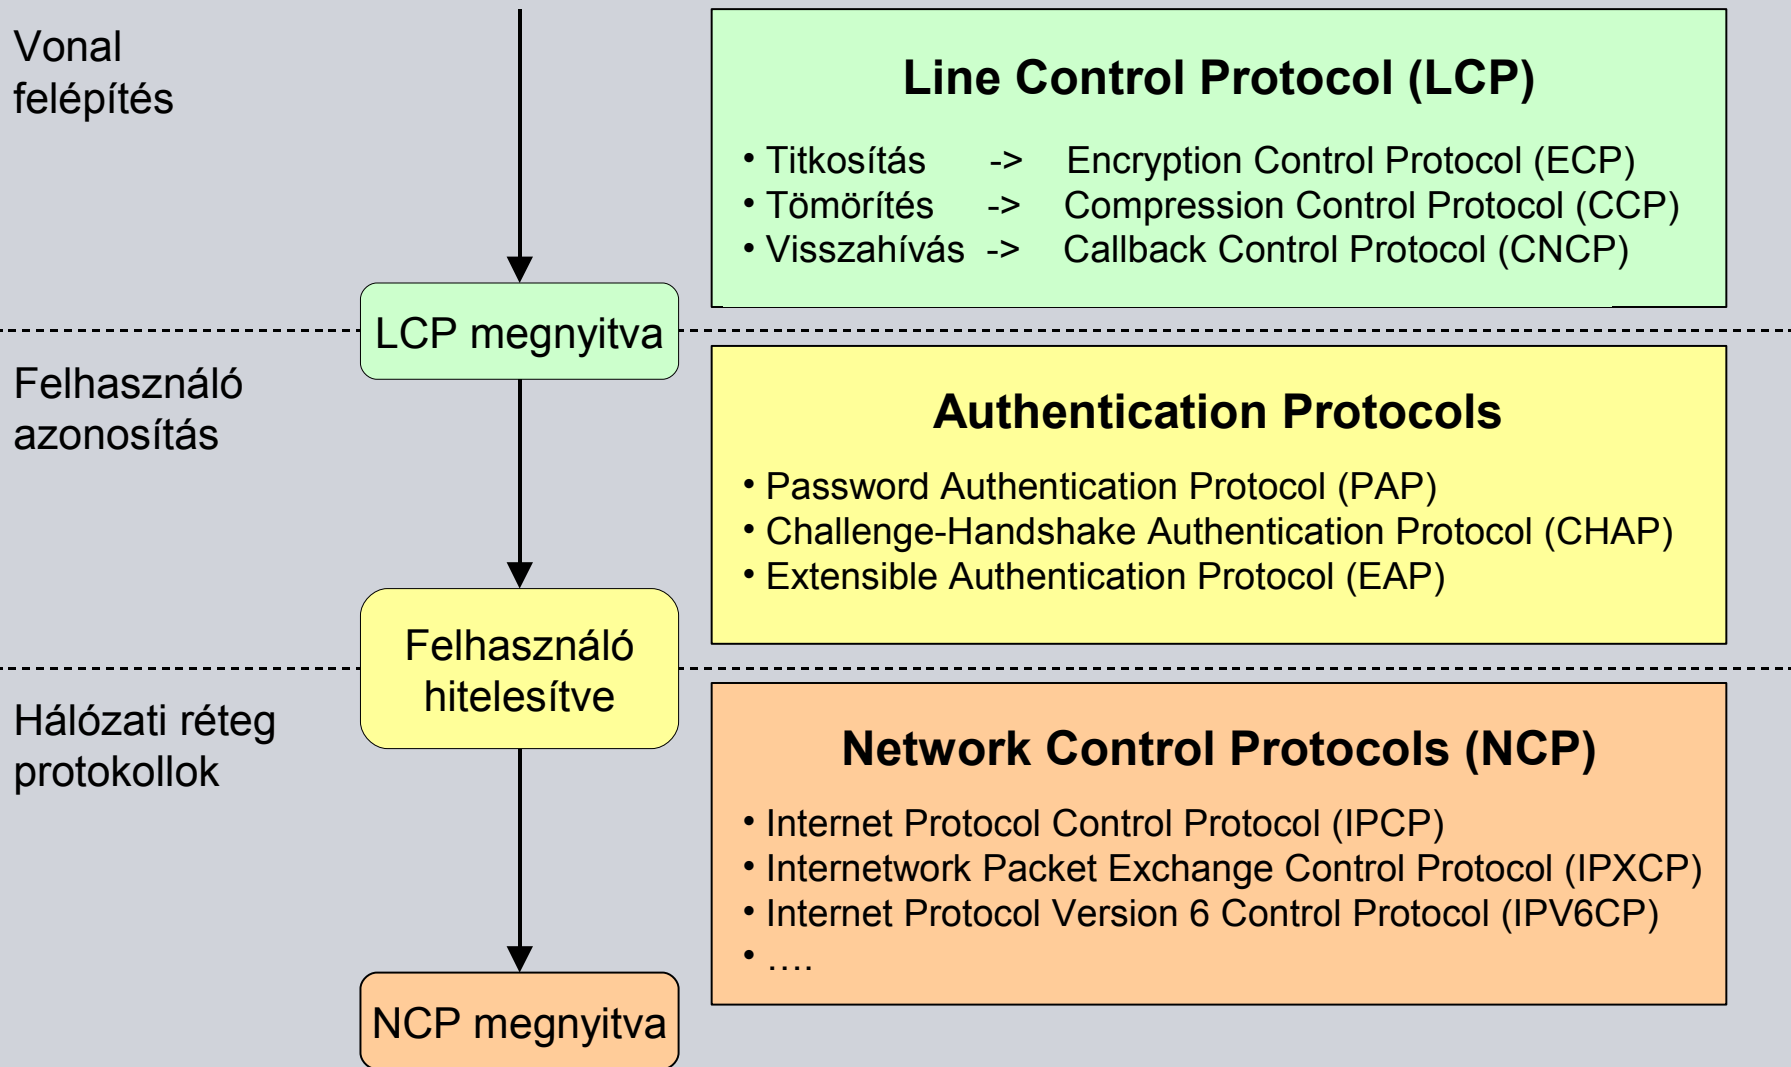 Vonal
felépítés
Line Control Protocol (LCP)
• Titkosítás -> Encryption Control Protocol (ECP)
• Tömörítés -> Compression Control Protocol (CCP)
• Visszahívás -> Callback Control Protocol (CNCP)
LCP megnyitva
Felhasználó
azonosítás
Authentication Protocols
• Password Authentication Protocol (PAP)
• Challenge-Handshake Authentication Protocol (CHAP)
• Extensible Authentication Protocol (EAP)
Felhasználó
hitelesítve
Hálózati réteg
protokollok
Network Control Protocols (NCP)
• Internet Protocol Control Protocol (IPCP)
• Internetwork Packet Exchange Control Protocol (IPXCP)
• Internet Protocol Version 6 Control Protocol (IPV6CP)
• ….
NCP megnyitva